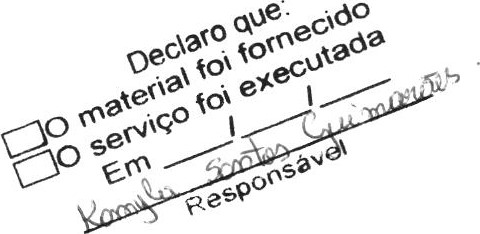 Declaro que:
O material foi fornecido
O serviço foi executada
Em ___/___/___
Kamyla Santos Guimarães.
Responsável